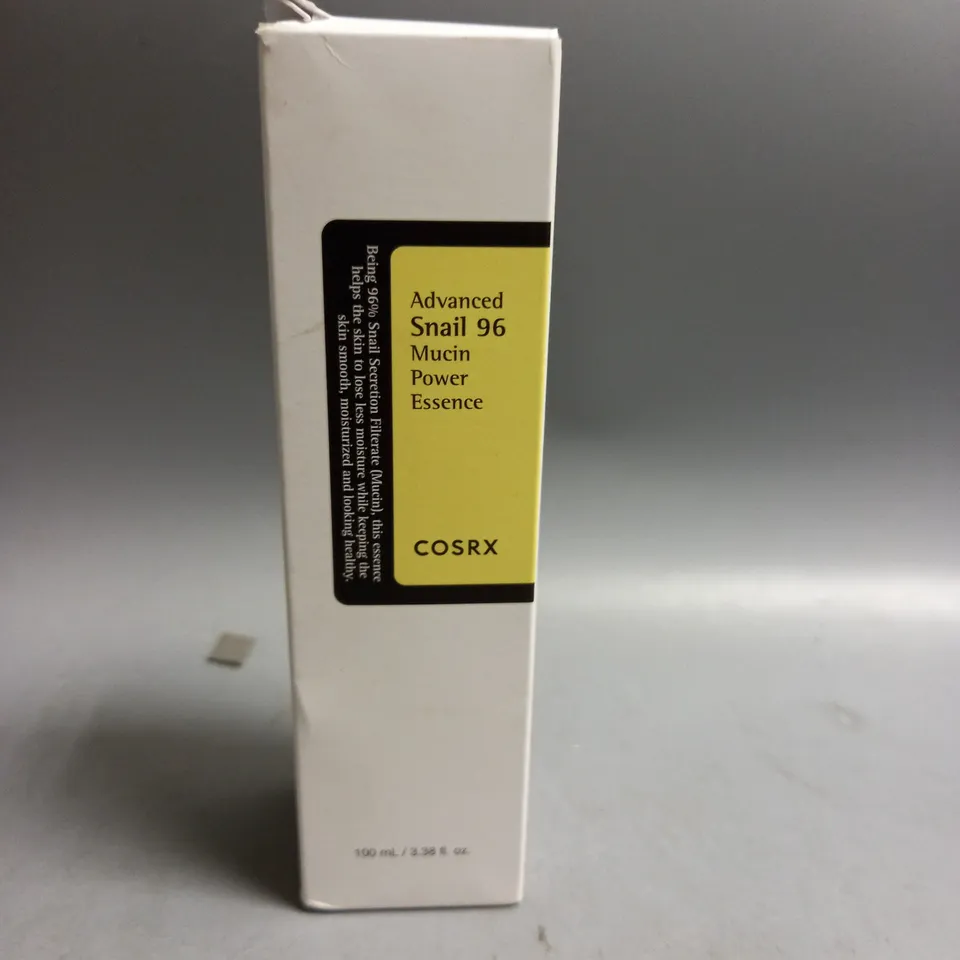 Advanced
Snail 96
Mucin
Power
Essence
COSRX
Being 96% Snail Secretion Filterate (Mucin), this essence
helps the skin to lose less moisture while keeping the
skin smooth, moisturized and looking healthy.
100 mL / 3.38 fl. oz.